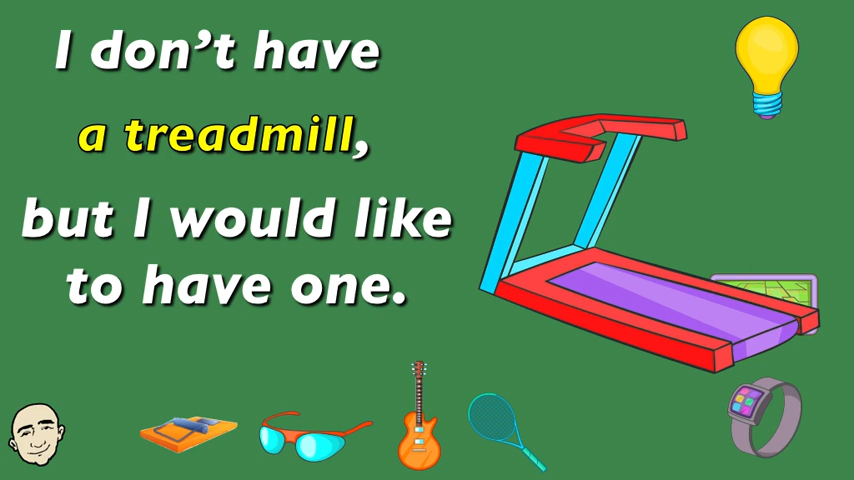 I don't have
a treadmill,
but I would like
to have one.